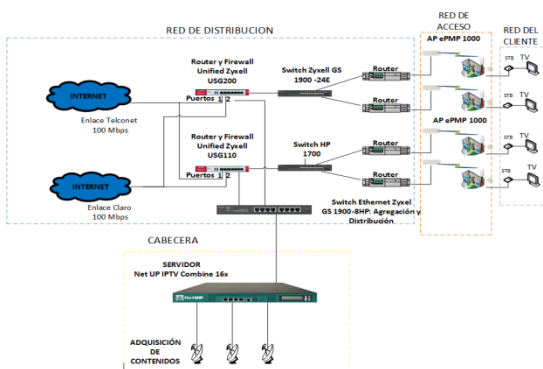 RED DE DISTRIBUCION
RED DE
ACCESO
RED DEL
CLIENTE
AP ePMP 1000
Router y Firewall
Unified Zyxell
USG200
Puertos 1 2
Switch Zyxell GS
1900 -24E
Router
Router
STB
TV
STB
TV
INTERNET
Enlace Telconet
100 Mbps
Router y Firewall
Unified Zyxell
USG110
Puertos 1 2
Switch HP
1700
Router
Router
AP ePMP 1000
STB
TV
STB
TV
INTERNET
Enlace Claro
100 Mbps
Switch Ethernet Zyxel
GS 1900-8HP: Agregación y
Distribución
CABECERA
SERVIDOR
Net UP IPTV Combine 16x
NetUP
ADQUISICIÓN
DE
CONTENIDOS